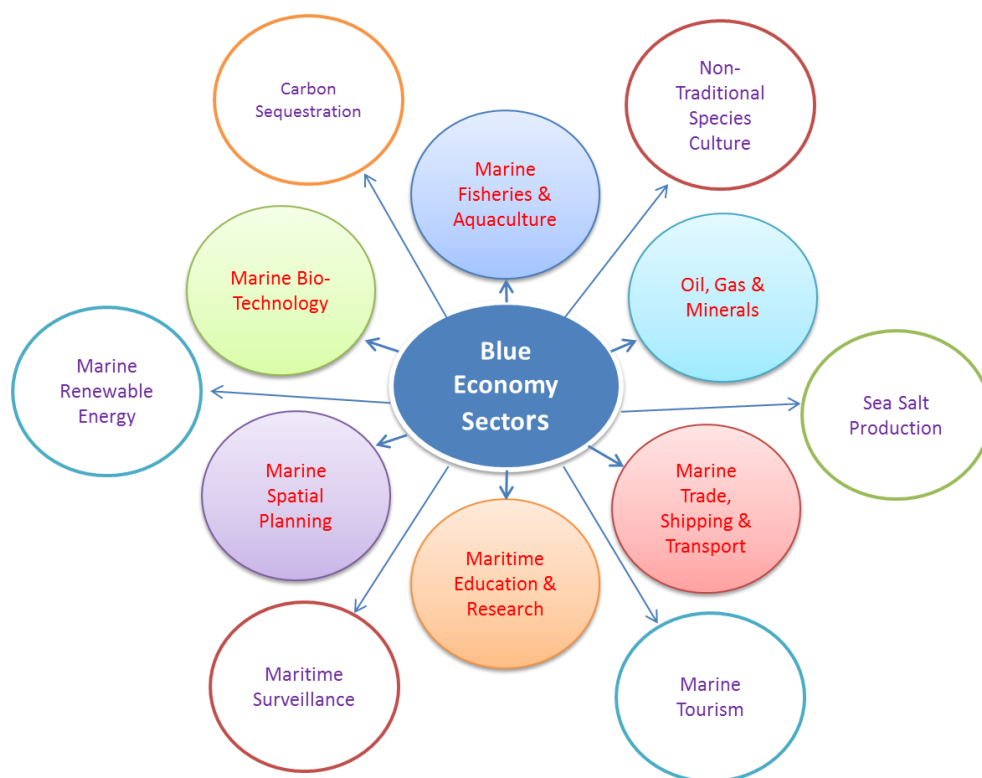 Carbon
Sequestration
Non-
Traditional
Species
Culture
Marine
Fisheries &
Aquaculture
Marine Bio-
Technology
Oil, Gas &
Minerals
Blue
Economy
Sectors
Marine
Renewable
Energy
Sea Salt
Production
Marine
Spatial
Planning
Marine
Trade,
Shipping &
Transport
Maritime
Education &
Research
Maritime
Surveillance
Marine
Tourism